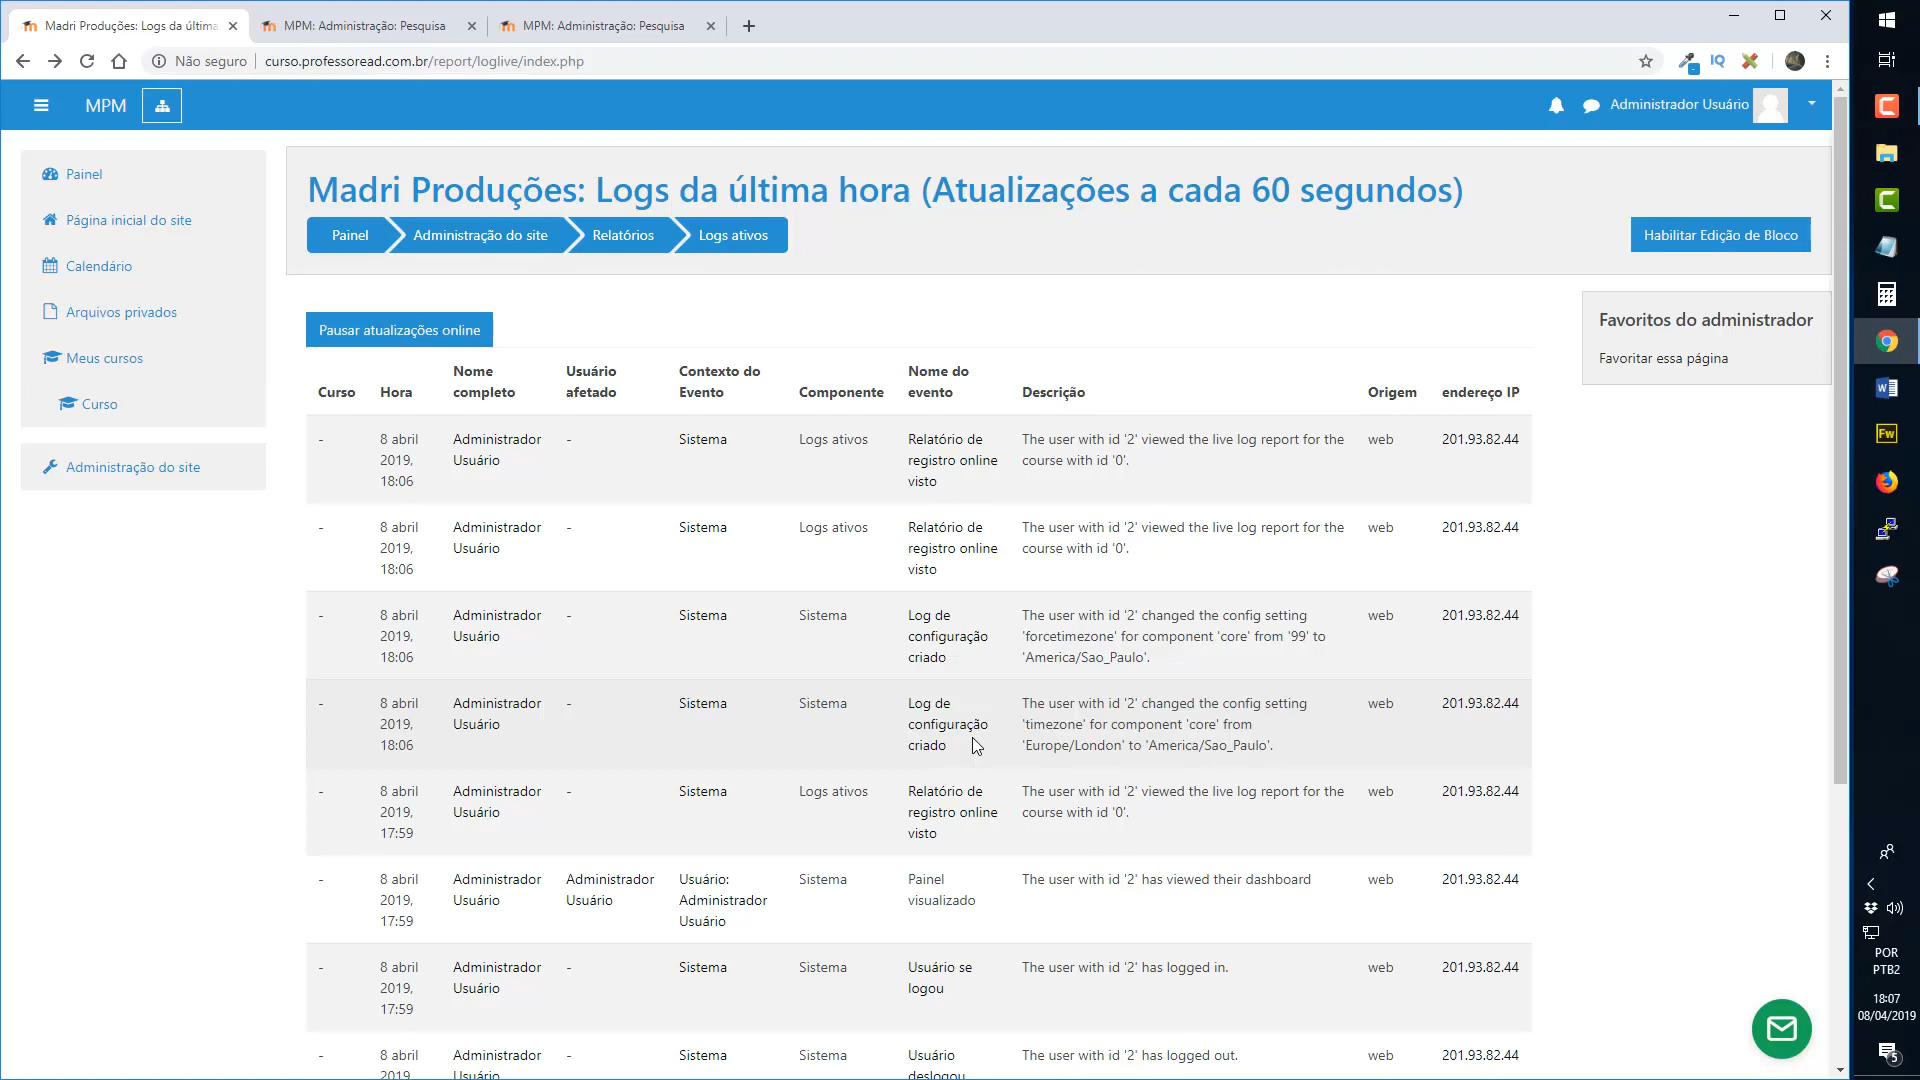 Madri Produções: Logs da última
MPM: Administração: Pesquisa
MPM: Administração: Pesquisa
Não seguro
curso.professoread.com.br/report/loglive/index.php
IQ
MPM
Administrador Usuário
Painel
Página inicial do site
Calendário
Arquivos privados
Meus cursos
Curso
Administração do site
Madri Produções: Logs da última hora (Atualizações a cada 60 segundos)
Painel
Administração do site
Relatórios
Logs ativos
Habilitar Edição de Bloco
Favoritos do administrador
Favoritar essa página
Pausar atualizações online
Curso
Hora
Nome
completo
Usuário
afetado
Contexto do
Evento
Componente
Nome do
evento
Descrição
Origem
endereço IP
-
8 abril
2019,
18:06
Administrador
Usuário
-
Sistema
Logs ativos
Relatório de
registro online
visto
The user with id '2' viewed the live log report for the
course with id '0'.
web
201.93.82.44
-
8 abril
2019,
18:06
Administrador
Usuário
-
Sistema
Logs ativos
Relatório de
registro online
visto
The user with id '2' viewed the live log report for the
course with id '0'.
web
201.93.82.44
-
8 abril
2019,
18:06
Administrador
Usuário
-
Sistema
Sistema
Log de
configuração
criado
The user with id '2' changed the config setting
'forcetimezone' for component 'core' from '99' to
'America/Sao_Paulo'.
web
201.93.82.44
-
8 abril
2019,
18:06
Administrador
Usuário
-
Sistema
Sistema
Log de
configuração
criado
The user with id '2' changed the config setting
'timezone' for component 'core' from
'Europe/London' to 'America/Sao_Paulo'.
web
201.93.82.44
-
8 abril
2019,
17:59
Administrador
Usuário
-
Sistema
Logs ativos
Relatório de
registro online
visto
The user with id '2' viewed the live log report for the
course with id '0'.
web
201.93.82.44
-
8 abril
2019,
17:59
Administrador
Usuário
Administrador
Usuário
Usuário:
Administrador
Usuário
Sistema
Painel
visualizado
The user with id '2' has viewed their dashboard
web
201.93.82.44
-
8 abril
2019,
17:59
Administrador
Usuário
-
Sistema
Sistema
Usuário se
logou
The user with id '2' has logged in.
web
201.93.82.44
-
8 abril
2019
Administrador
Usuário
-
Sistema
Sistema
Usuário
deslogou
The user with id '2' has logged out.
web
201.93.82.44
Fw
POR
PTB2
18:07
08/04/2019
5